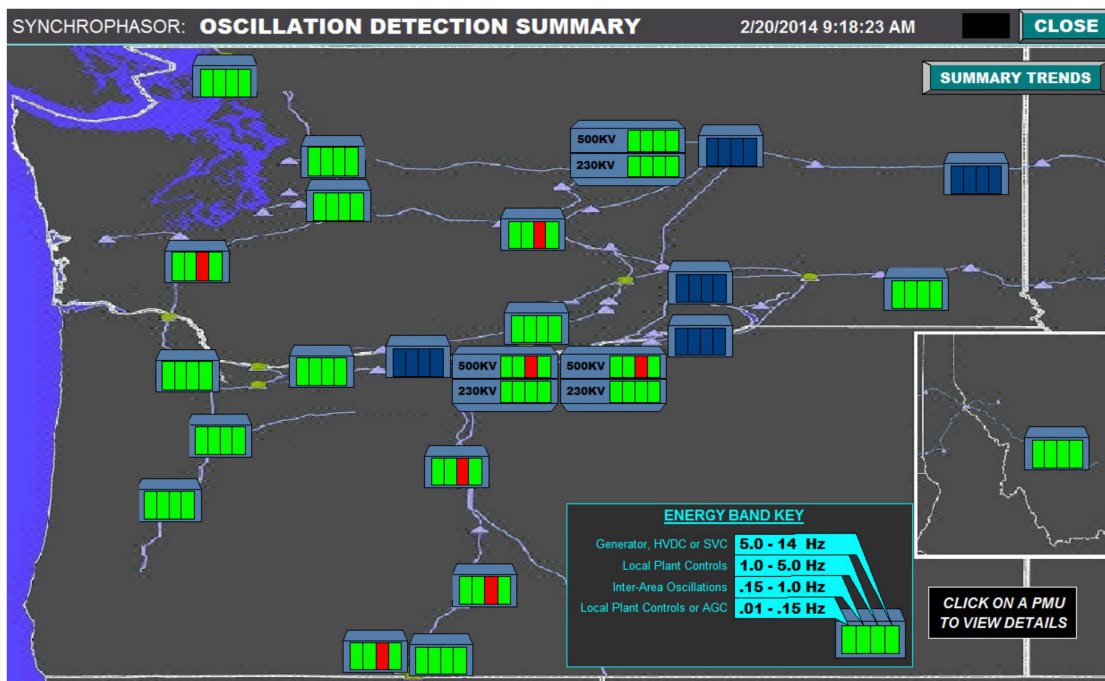 SYNCHROPHASOR: OSCILLATION DETECTION SUMMARY 2/20/2014 9:18:23 AM CLOSE
SUMMARY TRENDS
500KV
230KV
500KV 500KV
230KV 230KV
ENERGY BAND KEY
Generator, HVDC or SVC 5.0 - 14 Hz
Local Plant Controls 1.0 - 5.0 Hz
Inter-Area Oscillations .15 - 1.0 Hz
Local Plant Controls or AGC .01 - .15 Hz
CLICK ON A PMU
TO VIEW DETAILS